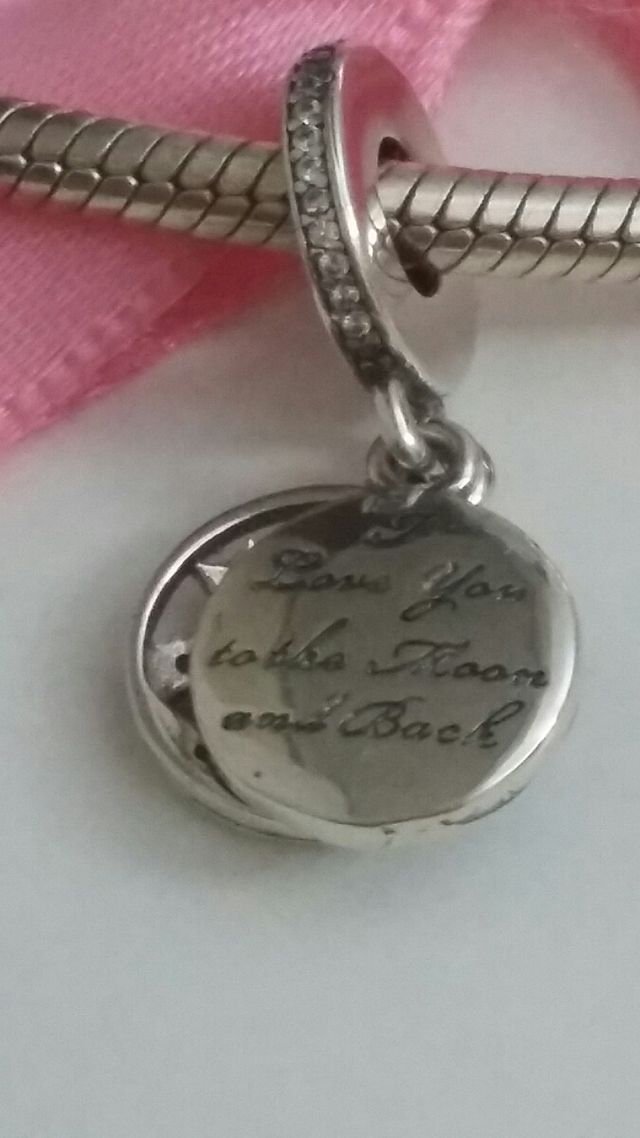 I
Love You
to the Moon
and Back